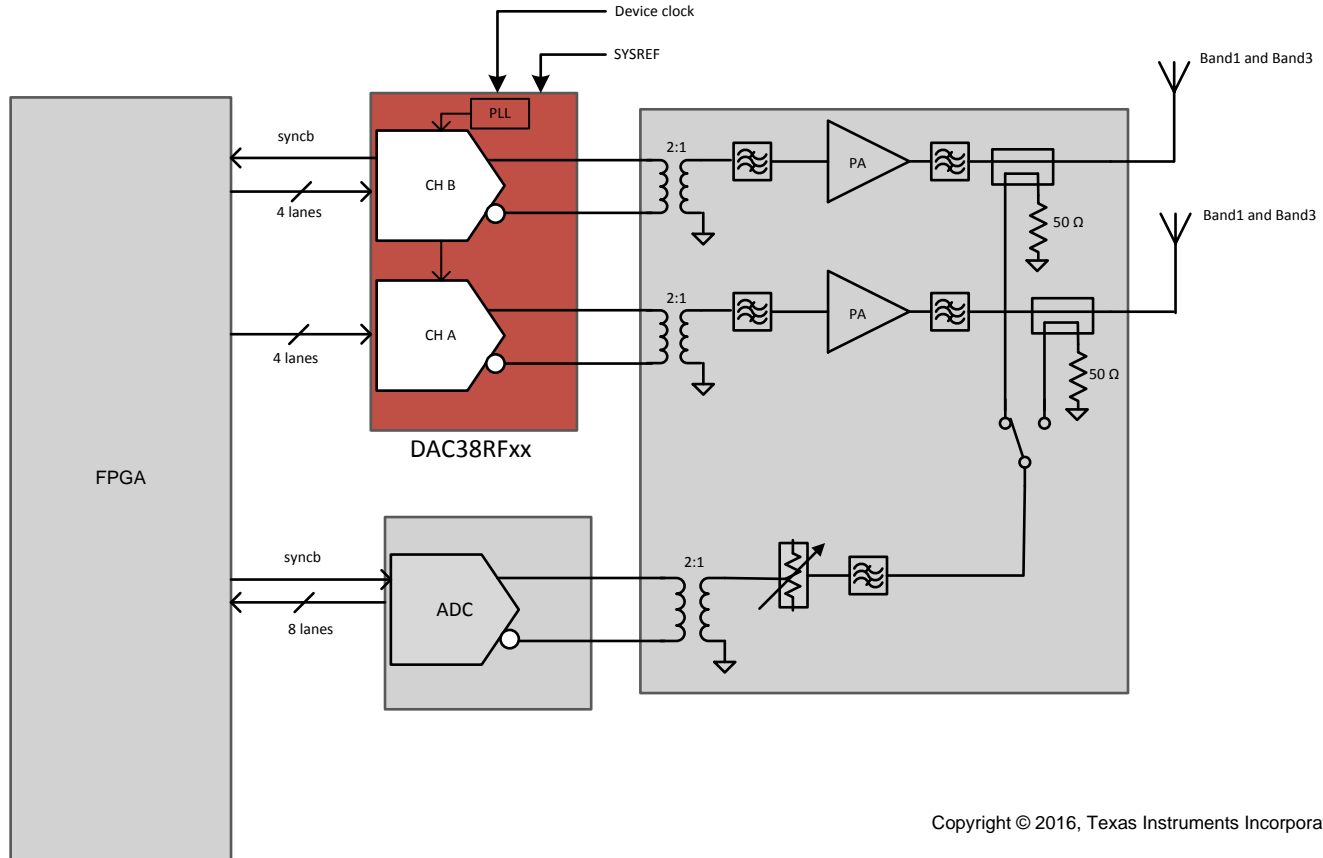 Device clock
SYSREF
Band1 and Band3
PLL
syncb
2:1
CH B
PA
4 lanes
50 Ω
Band1 and Band3
2:1
CH A
PA
4 lanes
50 Ω
DAC38RFxx
FPGA
syncb
2:1
ADC
8 lanes
Copyright © 2016, Texas Instruments Incorpora